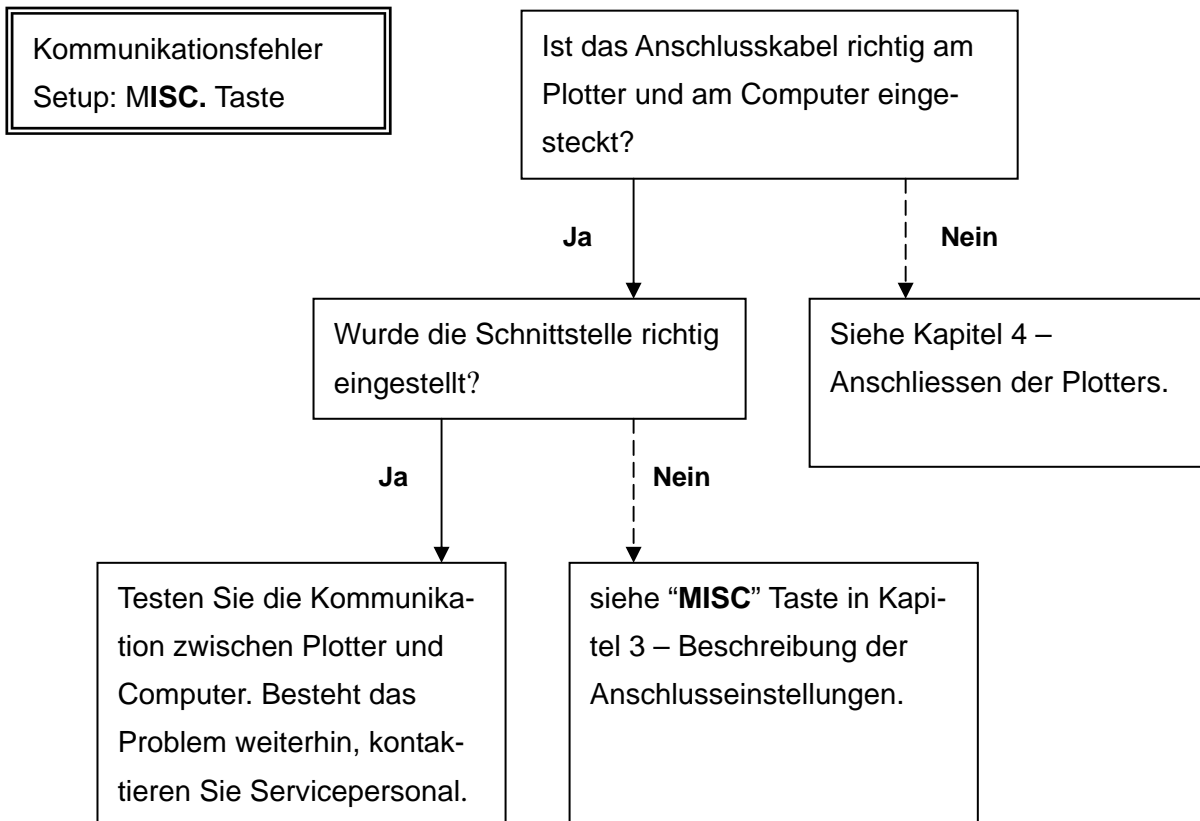 Kommunikationsfehler
Setup: MISC. Taste
Ist das Anschlusskabel richtig am
Plotter und am Computer einge-
steckt?
Ja
Nein
Wurde die Schnittstelle richtig
eingestellt?
Siehe Kapitel 4 –
Anschliessen der Plotters.
Ja
Nein
Testen Sie die Kommunika-
tion zwischen Plotter und
Computer. Besteht das
Problem weiterhin, kontak-
tieren Sie Servicepersonal.
siehe “MISC” Taste in Kapi-
tel 3 – Beschreibung der
Anschlusseinstellungen.